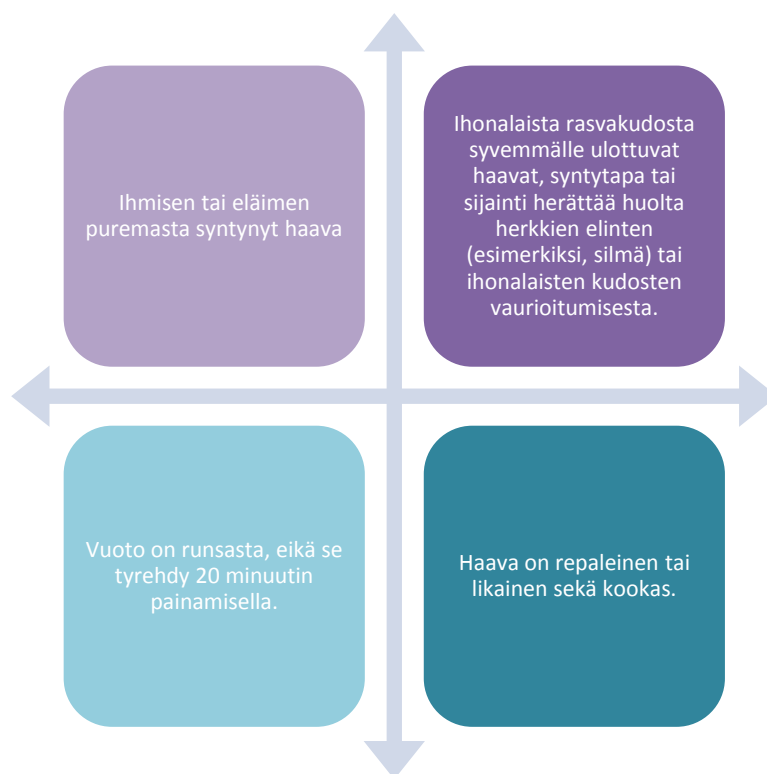 Ihmisen tai eläimen
puremasta syntynyt haava
Ihonalaista rasvakudosta
syvemmälle ulottuvat
haavat, syntytapa tai
sijainti herättää huolta
herkkien elinten
(esimerkiksi, silmä) tai
ihonalaisten kudosten
vaurioitumisesta.
Vuoto on runsasta, eikä se
tyrehdy 20 minuutin
painamisella.
Haava on repaleinen tai
likainen sekä kookas.